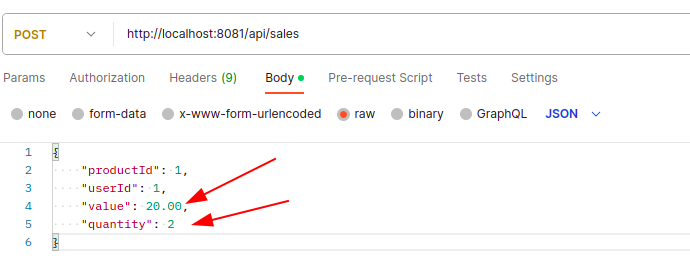 POST http://localhost:8081/api/sales
Params Authorization Headers (9) Body Pre-request Script Tests Settings
none form-data x-www-form-urlencoded raw binary GraphQL JSON
1 {
2 "productId": 1,
3 "userId": 1,
4 "value": 20.00,
5 "quantity": 2
6 }